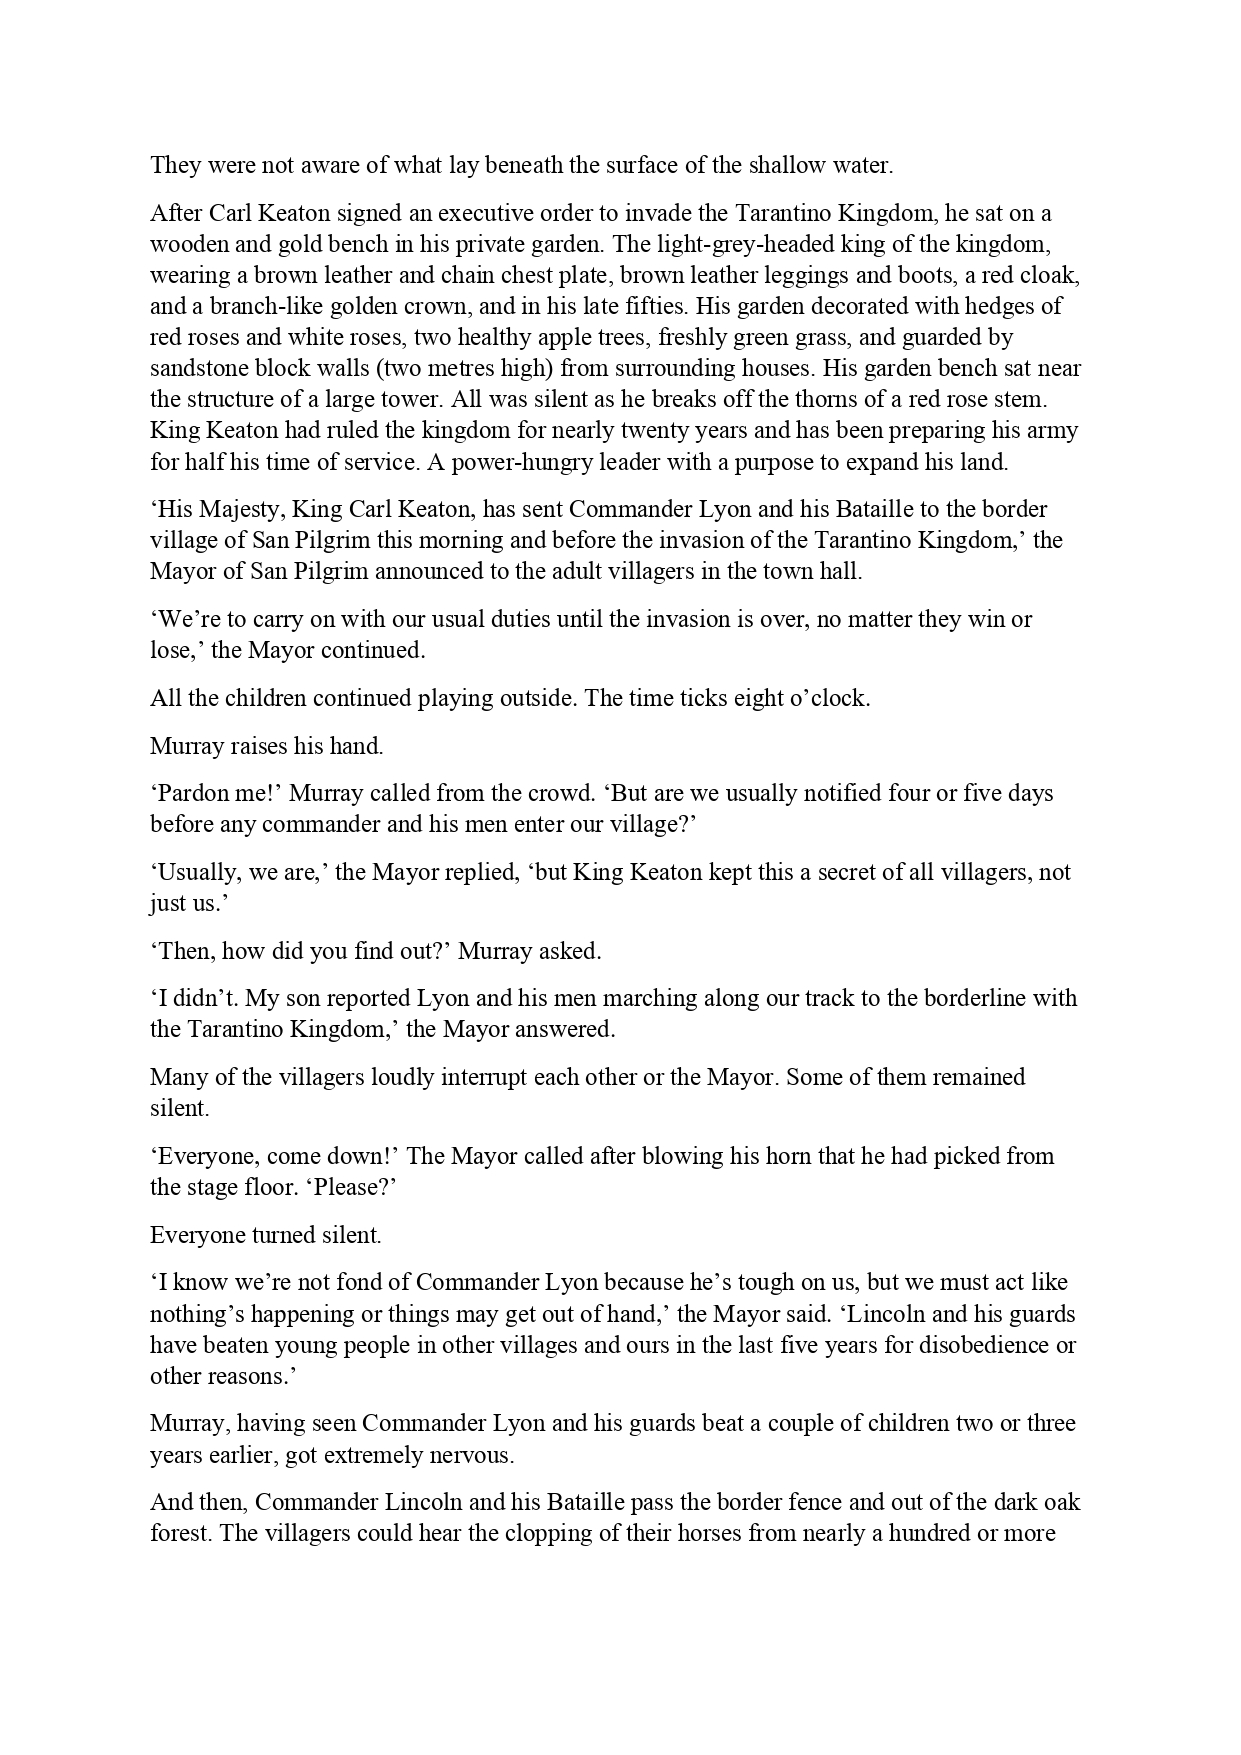 They were not aware of what lay beneath the surface of the shallow water.
After Carl Keaton signed an executive order to invade the Tarantino Kingdom, he sat on a
wooden and gold bench in his private garden. The light-grey-headed king of the kingdom,
wearing a brown leather and chain chest plate, brown leather leggings and boots, a red cloak,
and a branch-like golden crown, and in his late fifties. His garden decorated with hedges of
red roses and white roses, two healthy apple trees, freshly green grass, and guarded by
sandstone block walls (two metres high) from surrounding houses. His garden bench sat near
the structure of a large tower. All was silent as he breaks off the thorns of a red rose stem.
King Keaton had ruled the kingdom for nearly twenty years and has been preparing his army
for half his time of service. A power-hungry leader with a purpose to expand his land.
‘His Majesty, King Carl Keaton, has sent Commander Lyon and his Bataille to the border
village of San Pilgrim this morning and before the invasion of the Tarantino Kingdom,’ the
Mayor of San Pilgrim announced to the adult villagers in the town hall.
‘We’re to carry on with our usual duties until the invasion is over, no matter they win or
lose,’ the Mayor continued.
All the children continued playing outside. The time ticks eight o’clock.
Murray raises his hand.
‘Pardon me!’ Murray called from the crowd. ‘But are we usually notified four or five days
before any commander and his men enter our village?’
‘Usually, we are,’ the Mayor replied, ‘but King Keaton kept this a secret of all villagers, not
just us.’
‘Then, how did you find out?’ Murray asked.
‘I didn’t. My son reported Lyon and his men marching along our track to the borderline with
the Tarantino Kingdom,’ the Mayor answered.
Many of the villagers loudly interrupt each other or the Mayor. Some of them remained
silent.
‘Everyone, come down!’ The Mayor called after blowing his horn that he had picked from
the stage floor. ‘Please?’
Everyone turned silent.
‘I know we’re not fond of Commander Lyon because he’s tough on us, but we must act like
nothing’s happening or things may get out of hand,’ the Mayor said. ‘Lincoln and his guards
have beaten young people in other villages and ours in the last five years for disobedience or
other reasons.’
Murray, having seen Commander Lyon and his guards beat a couple of children two or three
years earlier, got extremely nervous.
And then, Commander Lincoln and his Bataille pass the border fence and out of the dark oak
forest. The villagers could hear the clopping of their horses from nearly a hundred or more